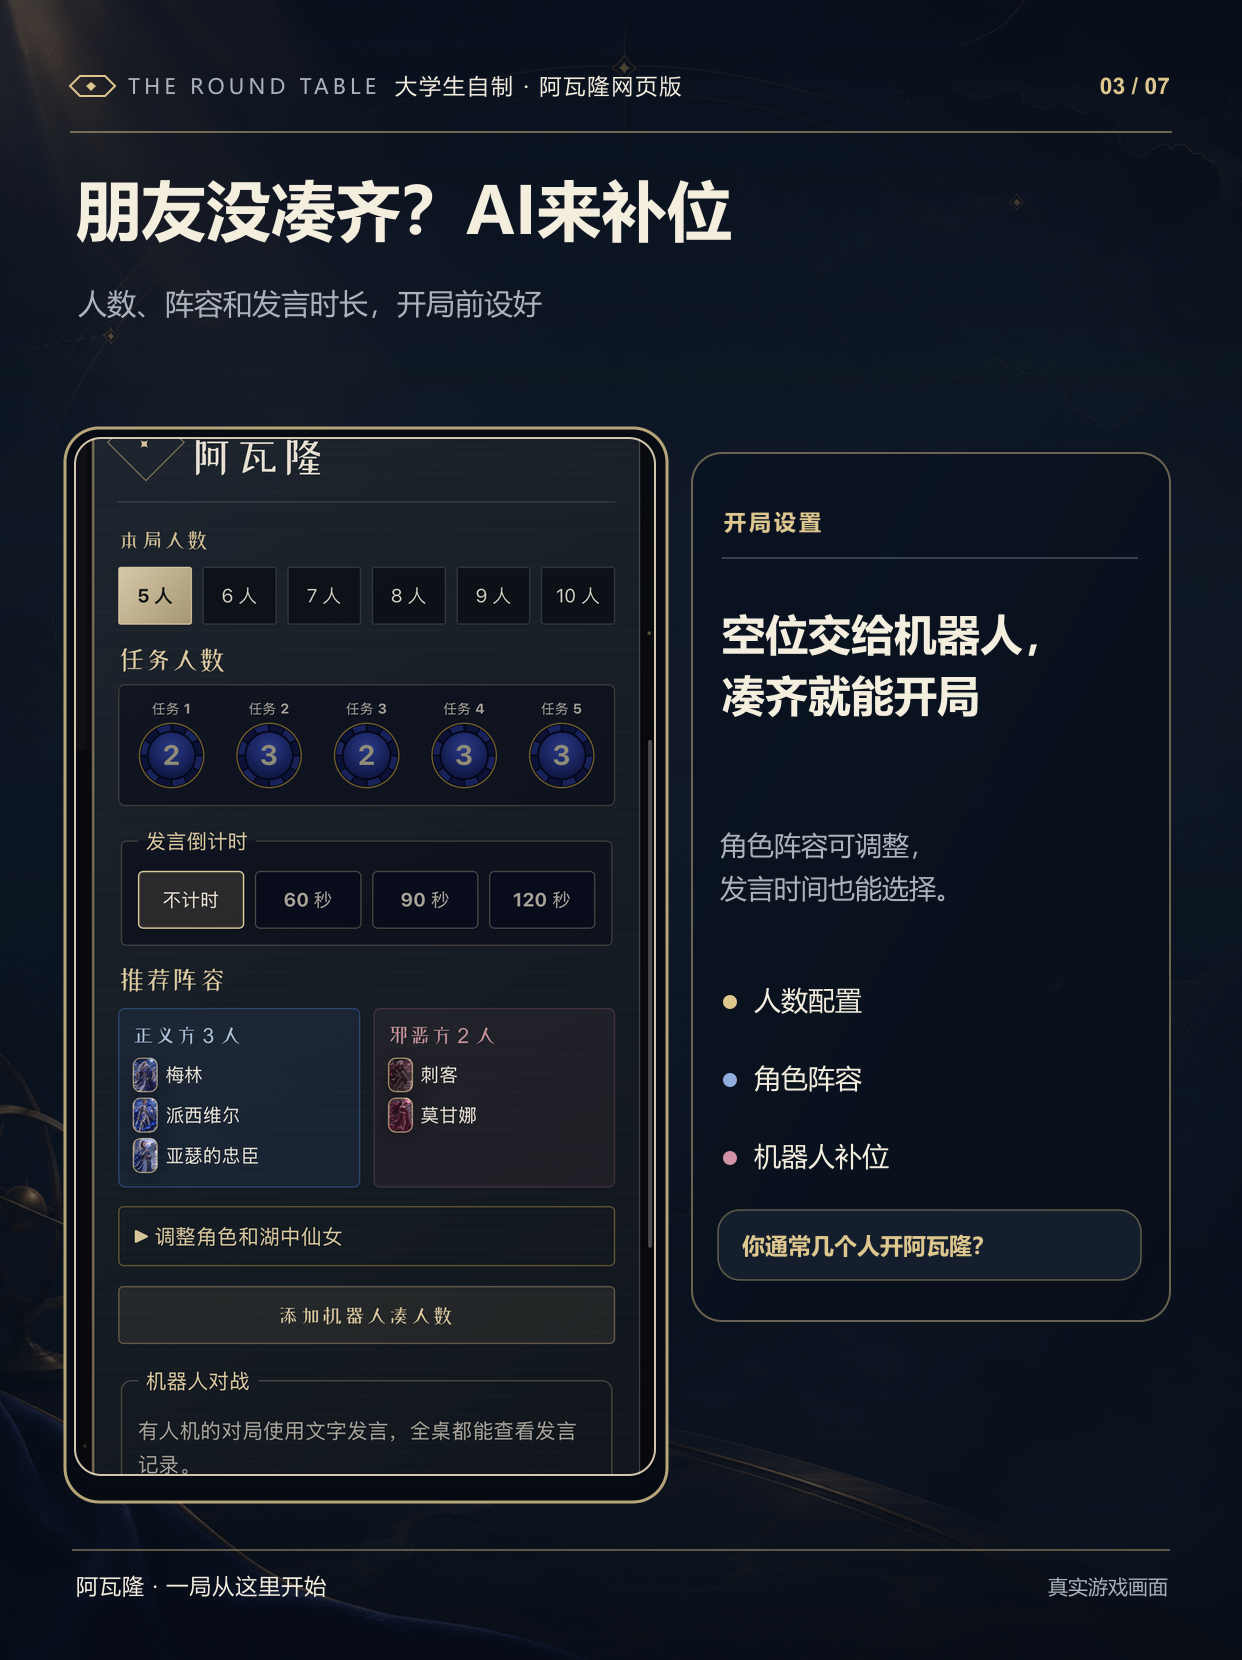 THE ROUND TABLE 大学生自制 · 阿瓦隆网页版
03 / 07
朋友没凑齐？AI来补位
人数、阵容和发言时长，开局前设好
阿瓦隆
本局人数
5 人 6 人 7 人 8 人 9 人 10 人
任务人数
任务 1 任务 2 任务 3 任务 4 任务 5
2 3 2 3 3
发言倒计时
不计时 60 秒 90 秒 120 秒
推荐阵容
正义方 3 人
梅林
派西维尔
亚瑟的忠臣
邪恶方 2 人
刺客
莫甘娜
▶ 调整角色和湖中仙女
添加机器人凑人数
机器人对战
有人机的对局使用文字发言，全桌都能查看发言
记录。
开局设置
空位交给机器人，
凑齐就能开局
角色阵容可调整，
发言时间也能选择。
人数配置
角色阵容
机器人补位
你通常几个人开阿瓦隆？
阿瓦隆 · 一局从这里开始
真实游戏画面